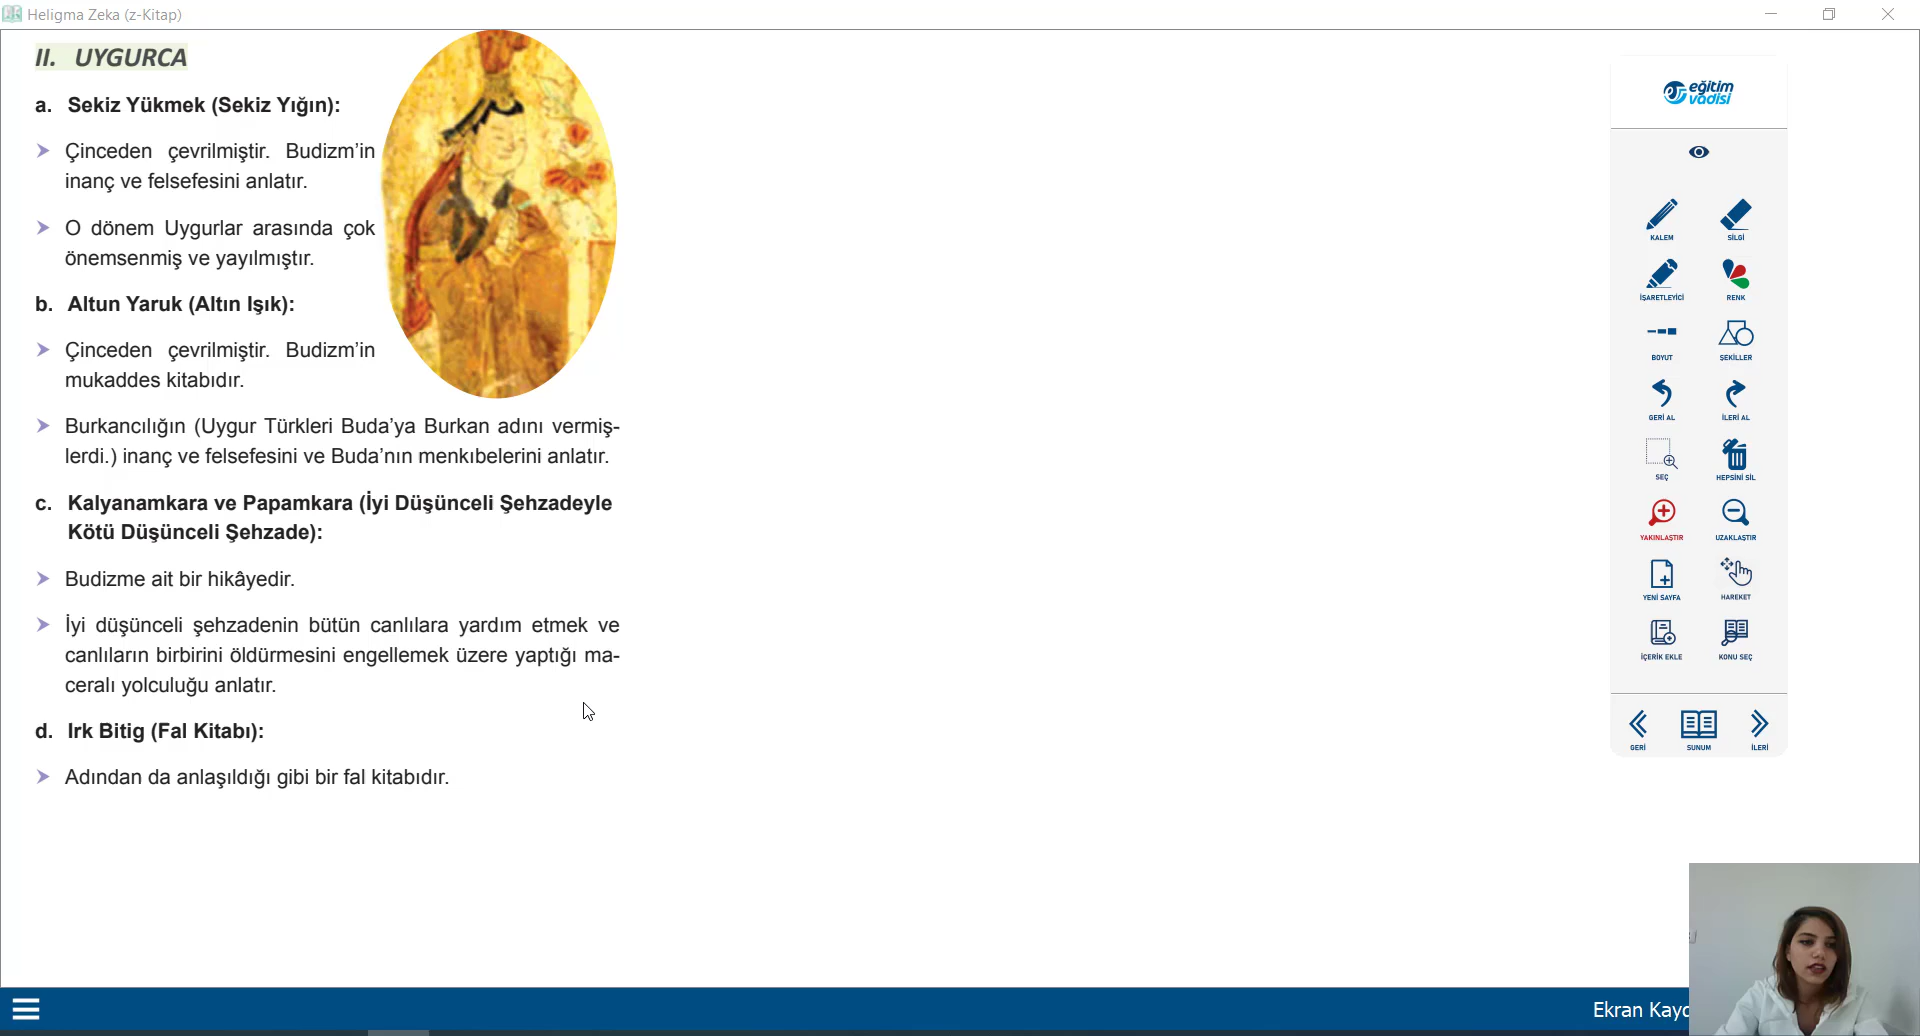 Heligma Zeka (z-Kitap)
II. UYGURCA
a. Sekiz Yükmek (Sekiz Yığın):
Çinceden çevrilmiştir. Budizm’in
inanç ve felsefesini anlatır.
O dönem Uygurlar arasında çok
önemsenmiş ve yayılmıştır.
b. Altun Yaruk (Altın Işık):
Çinceden çevrilmiştir. Budizm’in
mukaddes kitabıdır.
Burkancılığın (Uygur Türkleri Buda’ya Burkan adını vermiş-
lerdi.) inanç ve felsefesini ve Buda’nın menkıbelerini anlatır.
c. Kalyanamkara ve Papamkara (İyi Düşünceli Şehzadeyle
Kötü Düşünceli Şehzade):
Budizme ait bir hikâyedir.
İyi düşünceli şehzadenin bütün canlılara yardım etmek ve
canlıların birbirini öldürmesini engellemek üzere yaptığı ma-
ceralı yolculuğu anlatır.
d. Irk Bitig (Fal Kitabı):
Adından da anlaşıldığı gibi bir fal kitabıdır.
eğitim
vadisi
KALEM SİLGİ
İŞARETLEYİCİ RENK
BOYUT ŞEKİLLER
GERİ AL İLERİ AL
SEÇ HEPSİNİ SİL
YAKINLAŞTIR UZAKLAŞTIR
YENİ SAYFA HAREKET
İÇERİK EKLE KONU SEÇ
GERİ SUNUM İLERİ
Ekran